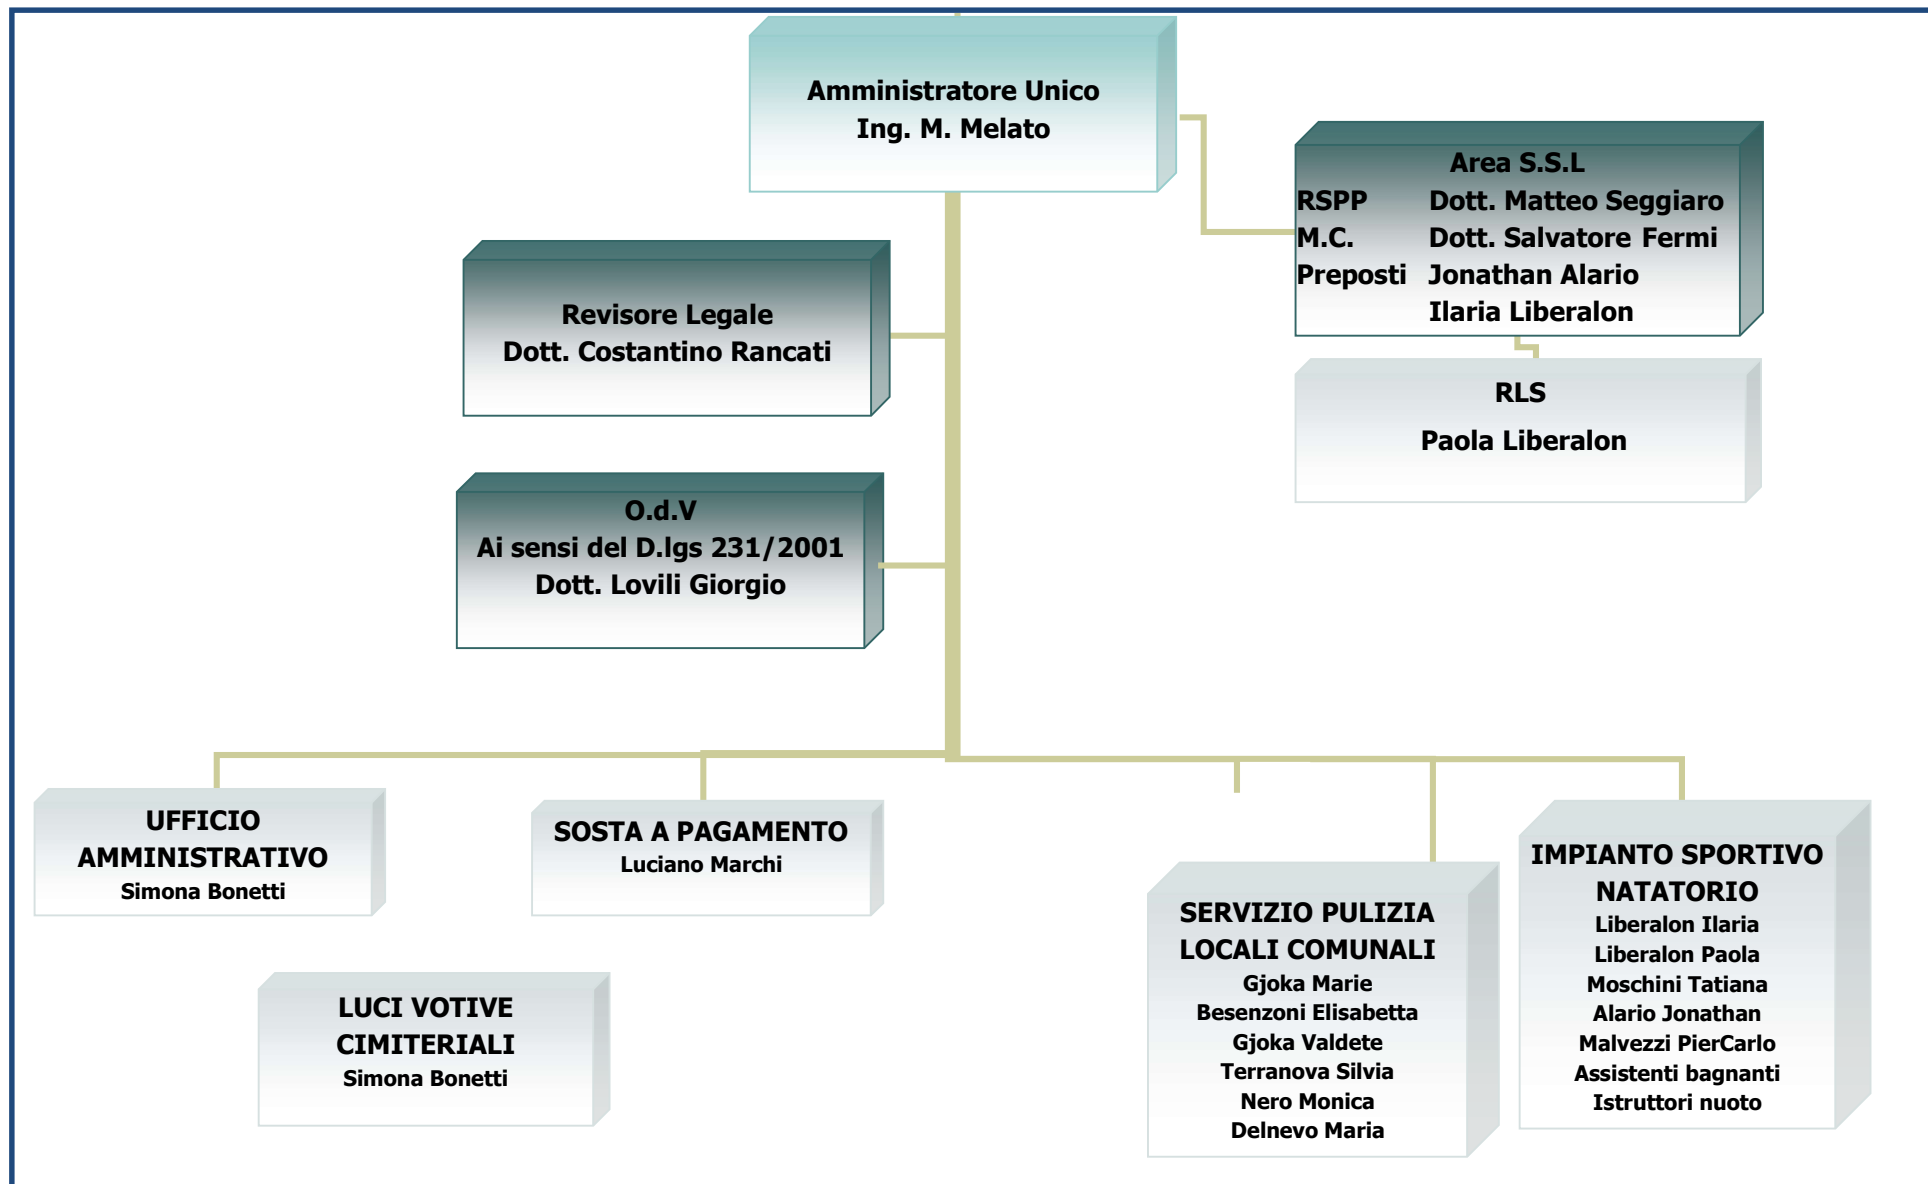 Amministratore Unico
Ing. M. Melato
Area S.S.L
RSPP Dott. Matteo Seggiaro
M.C. Dott. Salvatore Fermi
Preposti Jonathan Alario
Ilaria Liberalon
RLS
Paola Liberalon
Revisore Legale
Dott. Costantino Rancati
O.d.V
Ai sensi del D.lgs 231/2001
Dott. Lovili Giorgio
UFFICIO
AMMINISTRATIVO
Simona Bonetti
SOSTA A PAGAMENTO
Luciano Marchi
LUCI VOTIVE
CIMITERIALI
Simona Bonetti
SERVIZIO PULIZIA
LOCALI COMUNALI
Gjoka Marie
Besenzoni Elisabetta
Gjoka Valdete
Terranova Silvia
Nero Monica
Delnevo Maria
IMPIANTO SPORTIVO
NATATORIO
Liberalon Ilaria
Liberalon Paola
Moschini Tatiana
Alario Jonathan
Malvezzi PierCarlo
Assistenti bagnanti
Istruttori nuoto